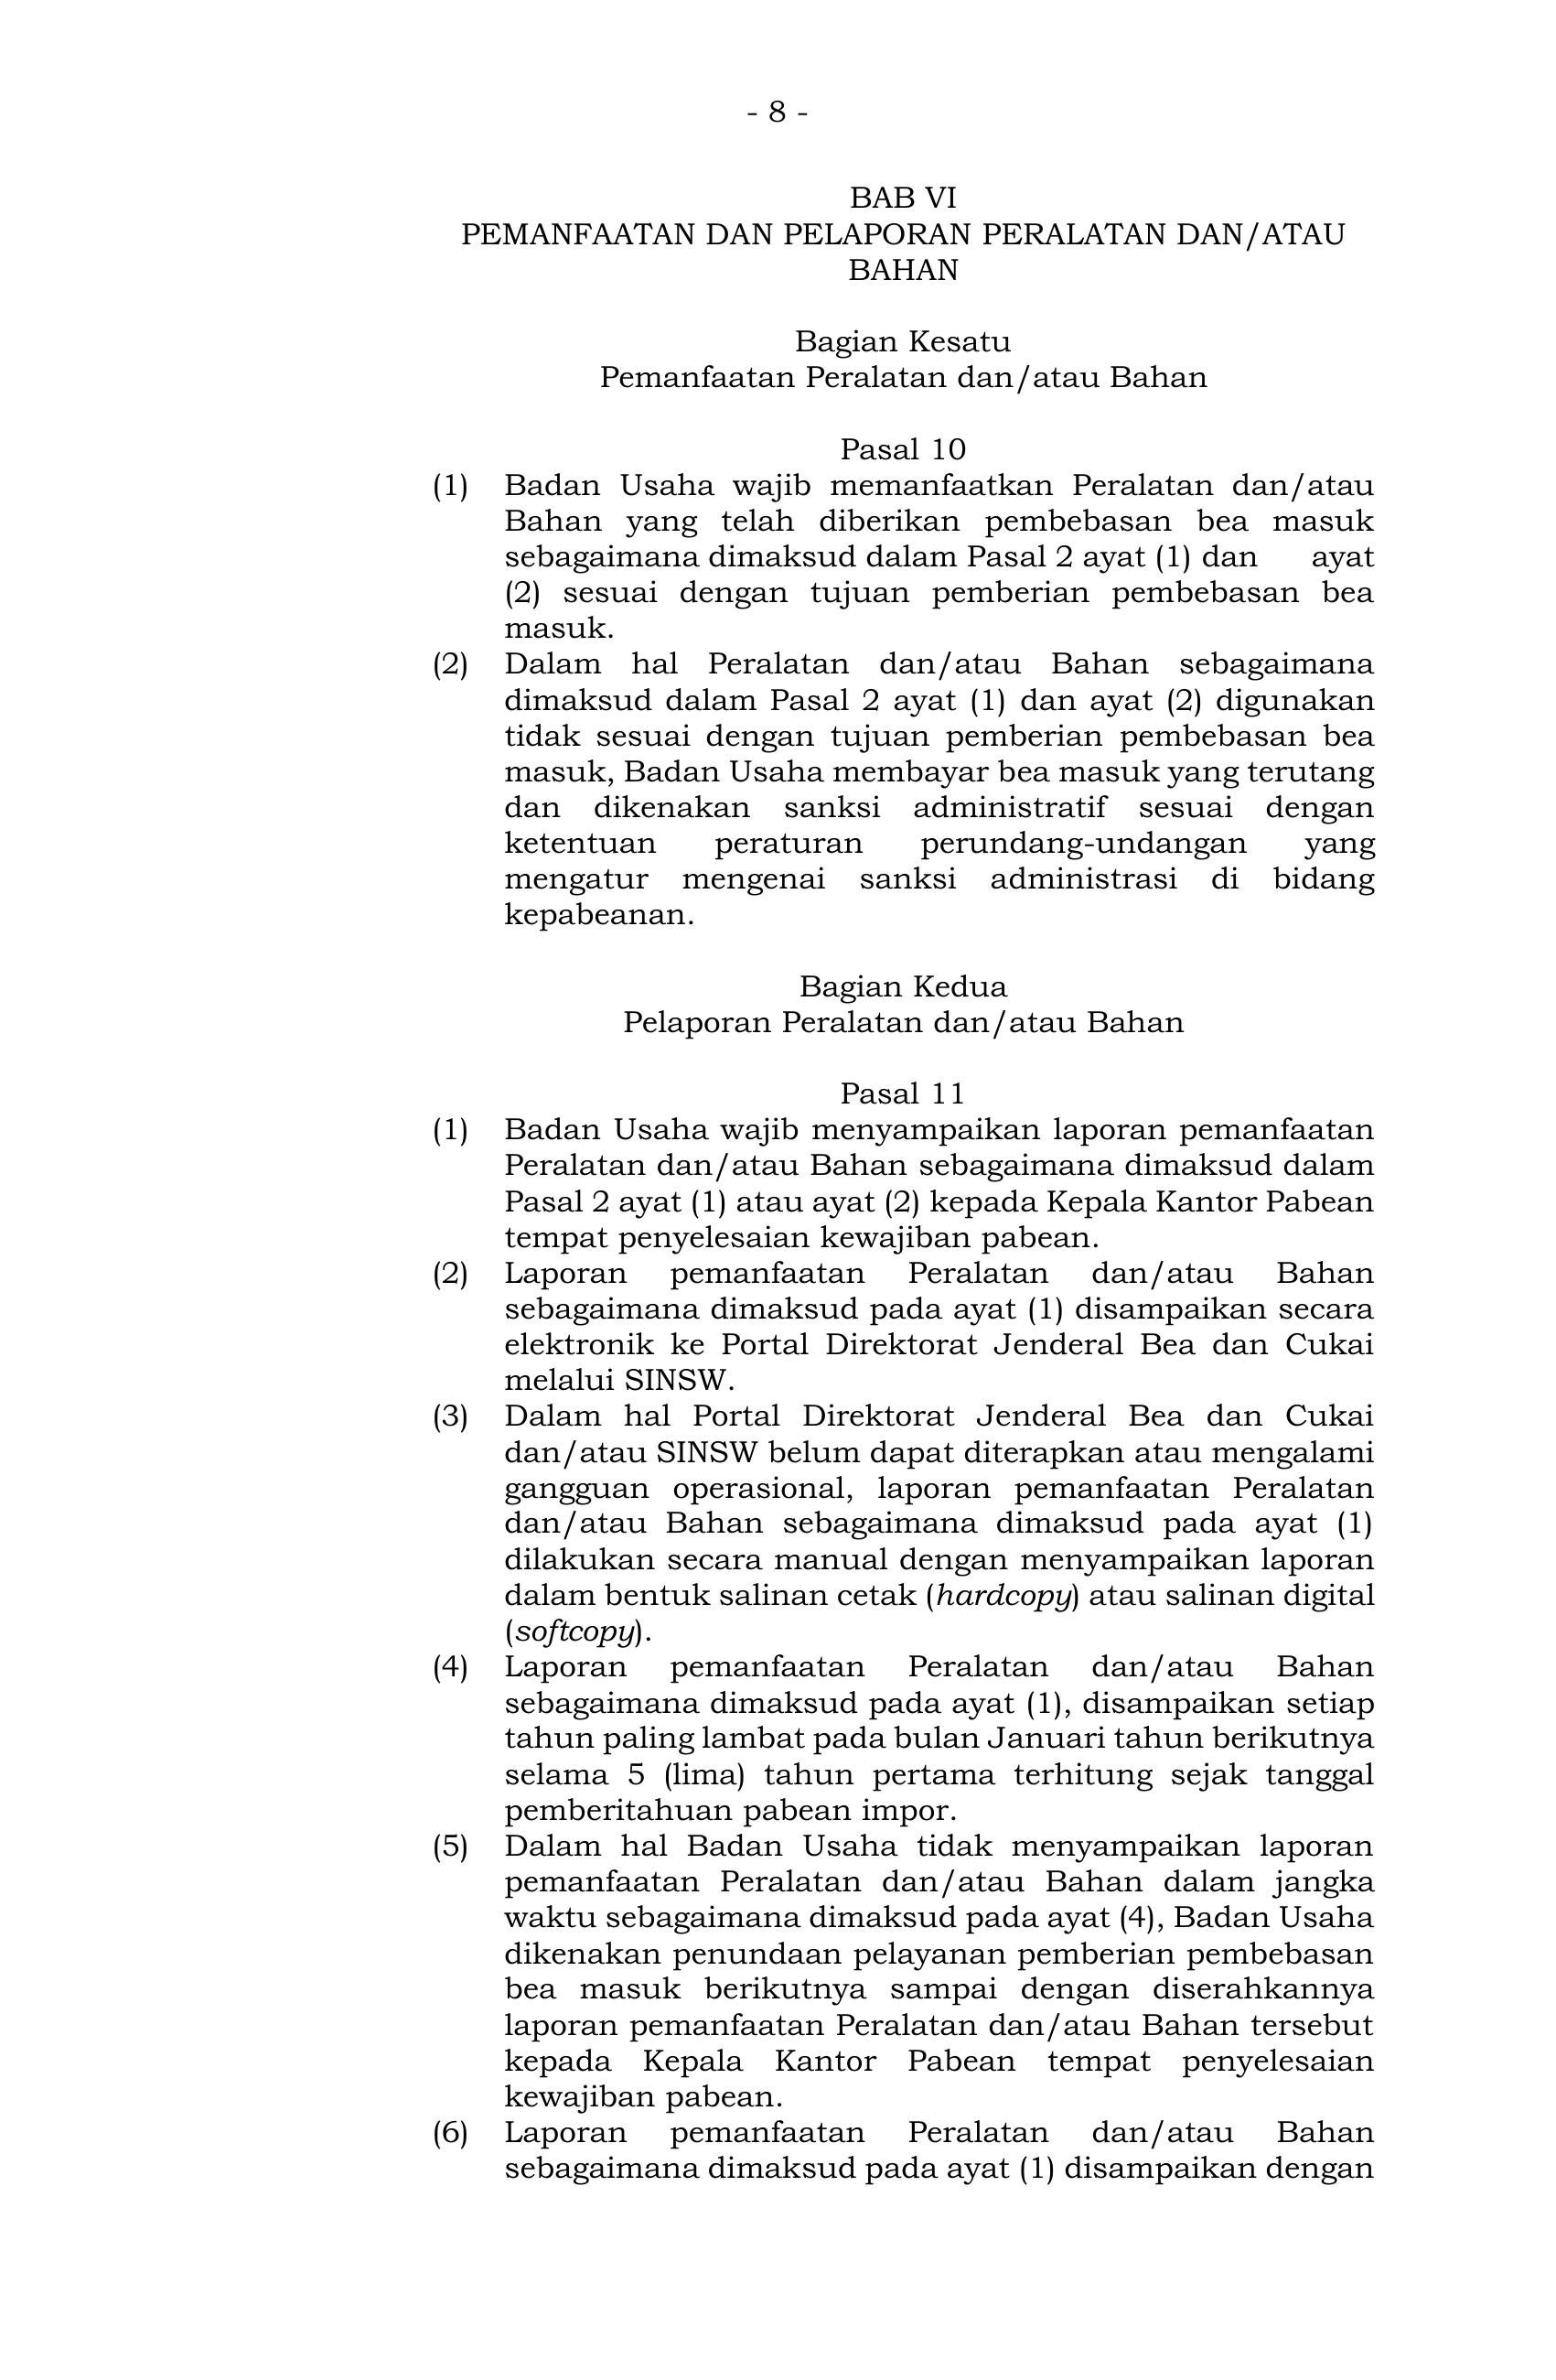 - 8 -
BAB VI
PEMANFAATAN DAN PELAPORAN PERALATAN DAN/ATAU
BAHAN
Bagian Kesatu
Pemanfaatan Peralatan dan/atau Bahan
Pasal 10
(1) Badan Usaha wajib memanfaatkan Peralatan dan/atau
Bahan yang telah diberikan pembebasan bea masuk
sebagaimana dimaksud dalam Pasal 2 ayat (1) dan ayat
(2) sesuai dengan tujuan pemberian pembebasan bea
masuk.
(2) Dalam hal Peralatan dan/atau Bahan sebagaimana
dimaksud dalam Pasal 2 ayat (1) dan ayat (2) digunakan
tidak sesuai dengan tujuan pemberian pembebasan bea
masuk, Badan Usaha membayar bea masuk yang terutang
dan dikenakan sanksi administratif sesuai dengan
ketentuan peraturan perundang-undangan yang
mengatur mengenai sanksi administrasi di bidang
kepabeanan.
Bagian Kedua
Pelaporan Peralatan dan/atau Bahan
Pasal 11
(1) Badan Usaha wajib menyampaikan laporan pemanfaatan
Peralatan dan/atau Bahan sebagaimana dimaksud dalam
Pasal 2 ayat (1) atau ayat (2) kepada Kepala Kantor Pabean
tempat penyelesaian kewajiban pabean.
(2) Laporan pemanfaatan Peralatan dan/atau Bahan
sebagaimana dimaksud pada ayat (1) disampaikan secara
elektronik ke Portal Direktorat Jenderal Bea dan Cukai
melalui SINSW.
(3) Dalam hal Portal Direktorat Jenderal Bea dan Cukai
dan/atau SINSW belum dapat diterapkan atau mengalami
gangguan operasional, laporan pemanfaatan Peralatan
dan/atau Bahan sebagaimana dimaksud pada ayat (1)
dilakukan secara manual dengan menyampaikan laporan
dalam bentuk salinan cetak (hardcopy) atau salinan digital
(softcopy).
(4) Laporan pemanfaatan Peralatan dan/atau Bahan
sebagaimana dimaksud pada ayat (1), disampaikan setiap
tahun paling lambat pada bulan Januari tahun berikutnya
selama 5 (lima) tahun pertama terhitung sejak tanggal
pemberitahuan pabean impor.
(5) Dalam hal Badan Usaha tidak menyampaikan laporan
pemanfaatan Peralatan dan/atau Bahan dalam jangka
waktu sebagaimana dimaksud pada ayat (4), Badan Usaha
dikenakan penundaan pelayanan pemberian pembebasan
bea masuk berikutnya sampai dengan diserahkannya
laporan pemanfaatan Peralatan dan/atau Bahan tersebut
kepada Kepala Kantor Pabean tempat penyelesaian
kewajiban pabean.
(6) Laporan pemanfaatan Peralatan dan/atau Bahan
sebagaimana dimaksud pada ayat (1) disampaikan dengan